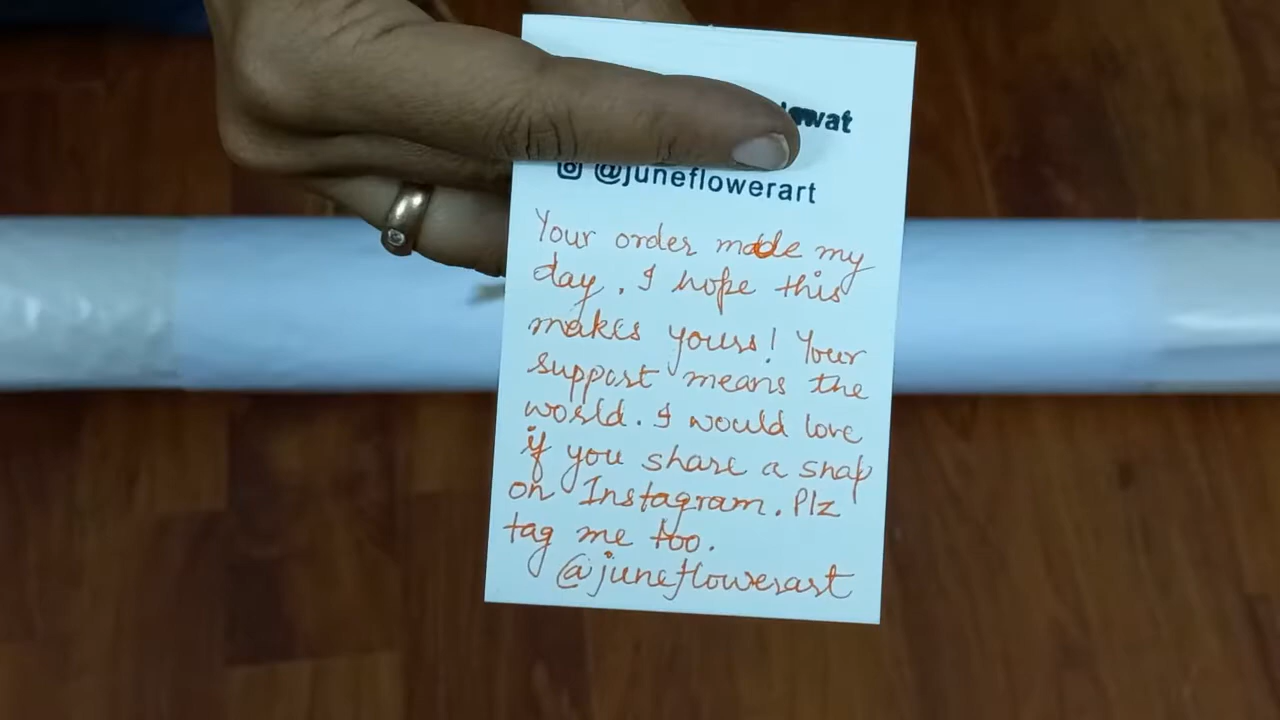 @juneflowerart
Your order made my
day. I hope this
makes yours! Your
support means the
world. I would love
if you share a snap
on Instagram. Plz
tag me too.
@juneflowerart